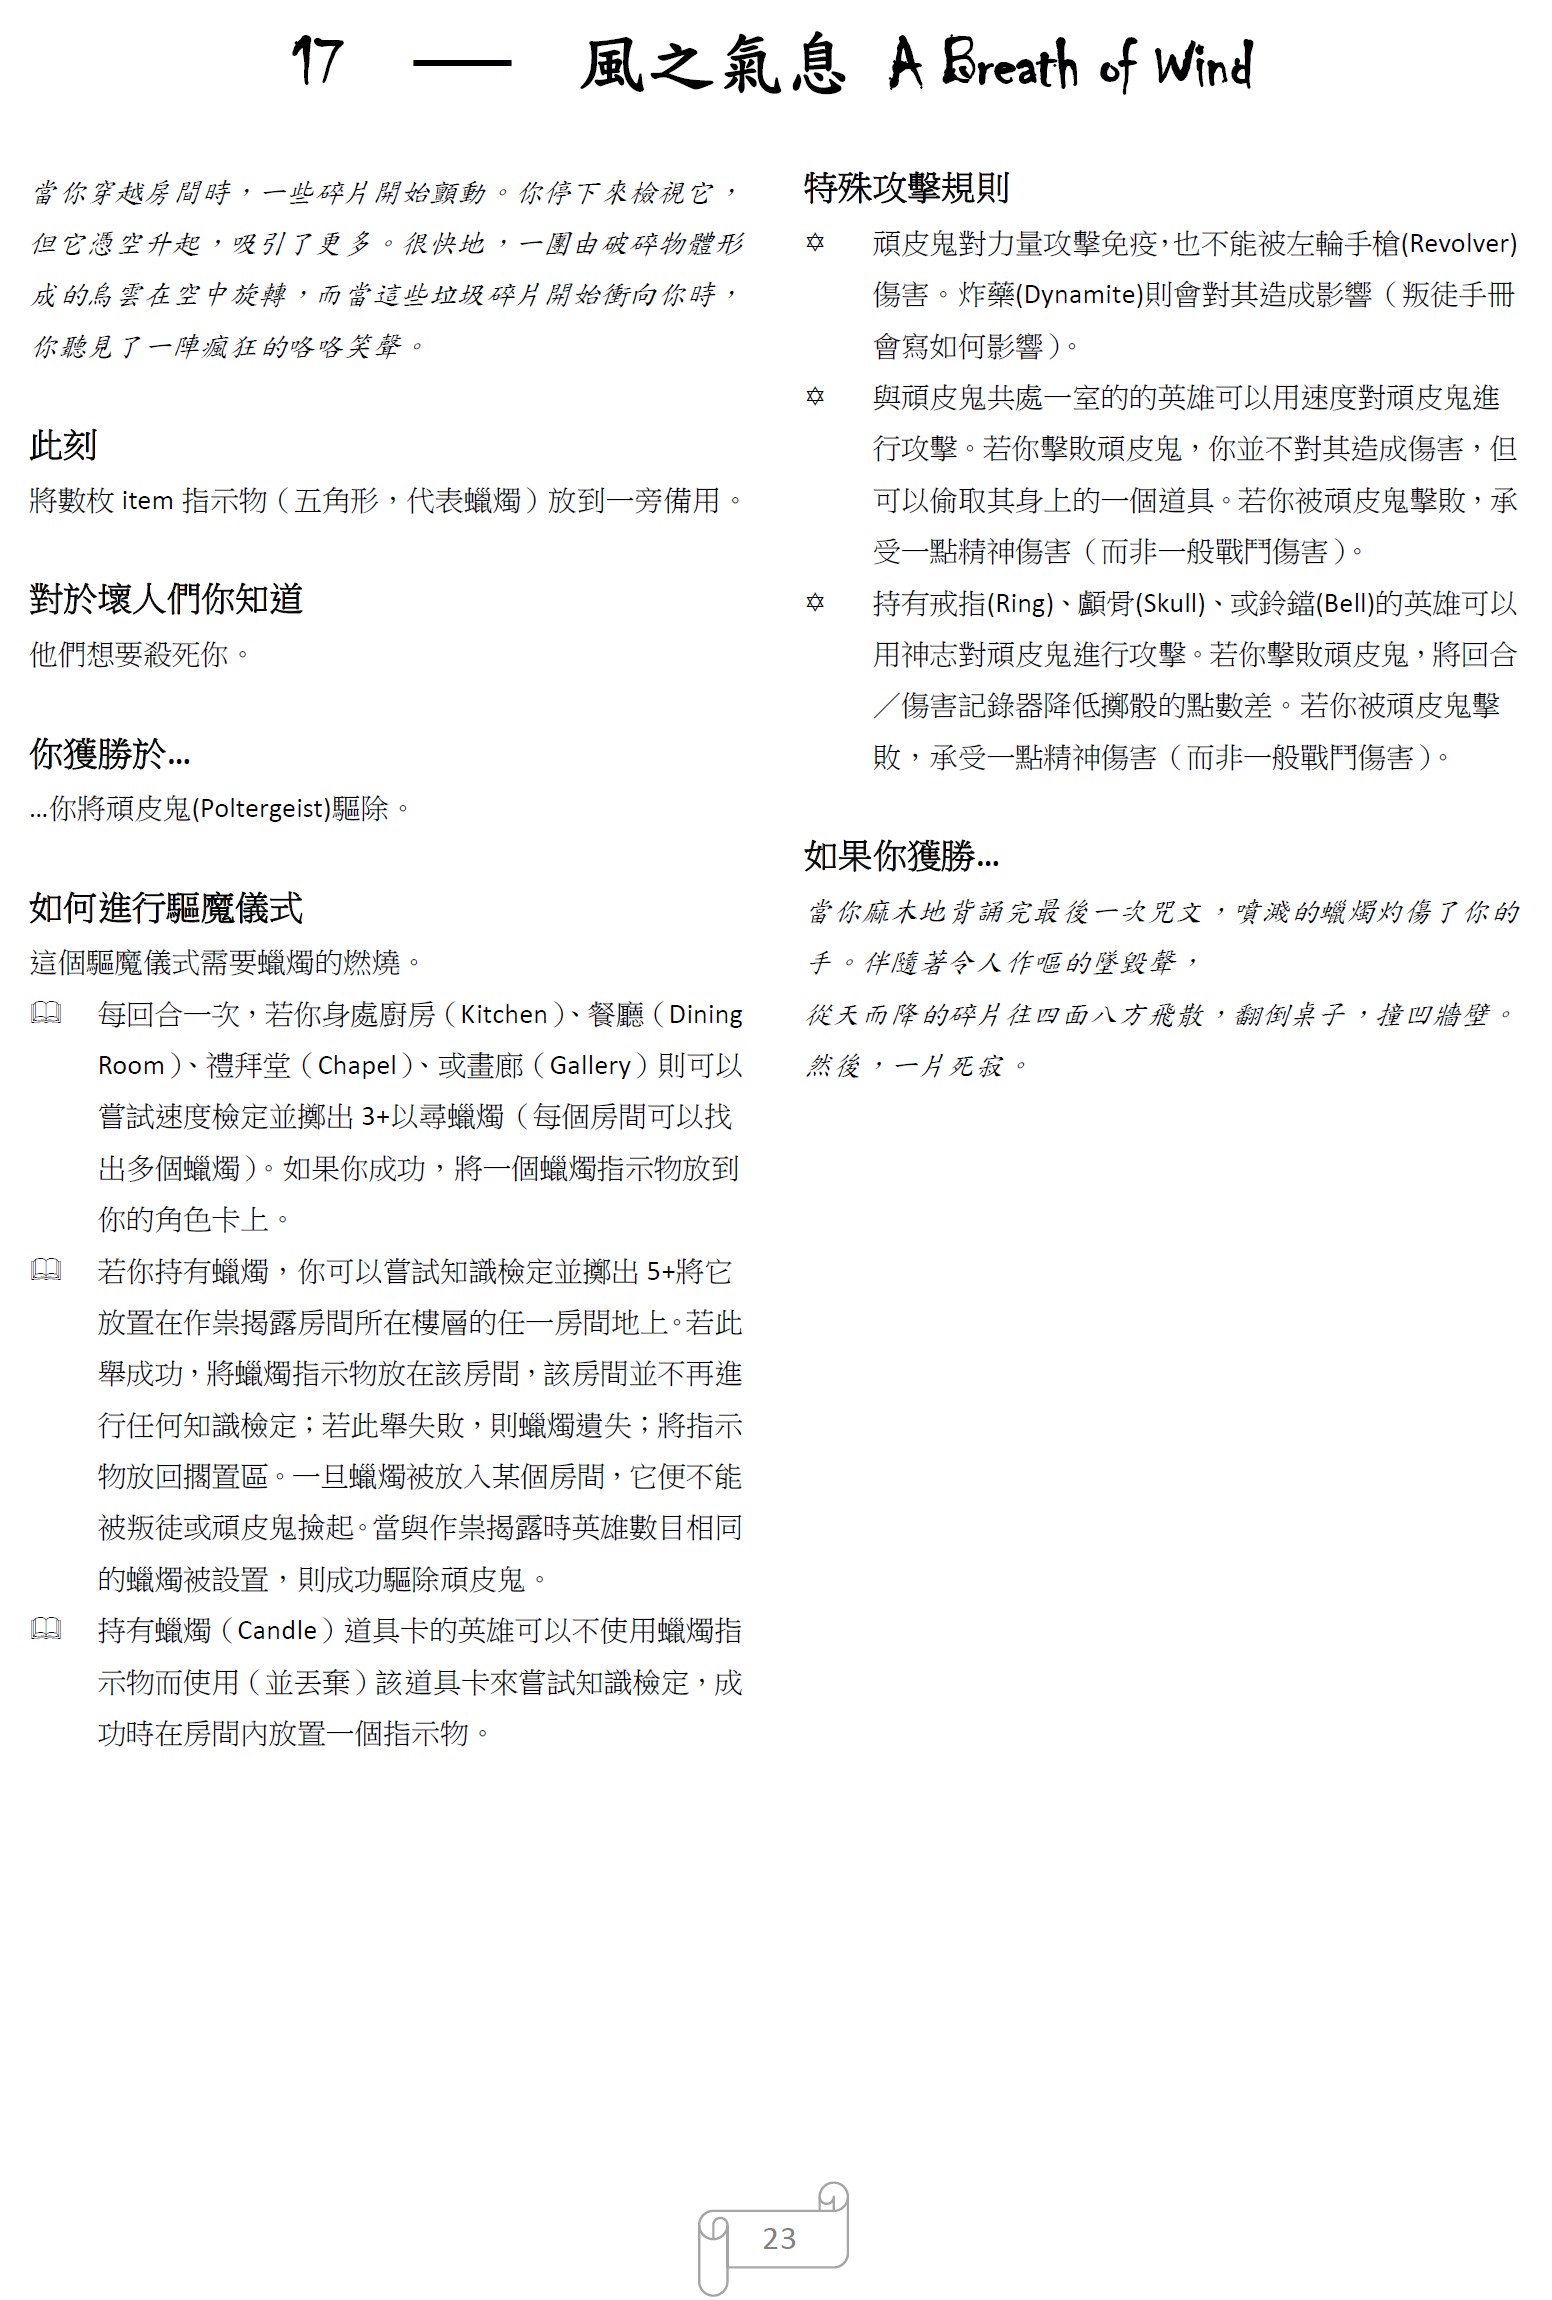 17 — 風之氣息 A Breath of Wind
當你穿越房間時，一些碎片開始顫動。你停下來檢視它，
但它憑空升起，吸引了更多。很快地，一團由破碎物體形
成的烏雲在空中旋轉，而當這些垃圾碎片開始衝向你時，
你聽見了一陣瘋狂的咯咯笑聲。
此刻
將數枚 item 指示物（五角形，代表蠟燭）放到一旁備用。
對於壞人們你知道
他們想要殺死你。
你獲勝於…
…你將頑皮鬼(Poltergeist)驅除。
如何進行驅魔儀式
這個驅魔儀式需要蠟燭的燃燒。
每回合一次，若你身處廚房（Kitchen）、餐廳（Dining
Room）、禮拜堂（Chapel）、或畫廊（Gallery）則可以
嘗試速度檢定並擲出 3+以尋蠟燭（每個房間可以找
出多個蠟燭）。如果你成功，將一個蠟燭指示物放到
你的角色卡上。
若你持有蠟燭，你可以嘗試知識檢定並擲出 5+將它
放置在作祟揭露房間所在樓層的任一房間地上。若此
舉成功，將蠟燭指示物放在該房間，該房間並不再進
行任何知識檢定；若此舉失敗，則蠟燭遺失；將指示
物放回擱置區。一旦蠟燭被放入某個房間，它便不能
被叛徒或頑皮鬼撿起。當與作祟揭露時英雄數目相同
的蠟燭被設置，則成功驅除頑皮鬼。
持有蠟燭（Candle）道具卡的英雄可以不使用蠟燭指
示物而使用（並丟棄）該道具卡來嘗試知識檢定，成
功時在房間內放置一個指示物。
特殊攻擊規則
頑皮鬼對力量攻擊免疫，也不能被左輪手槍(Revolver)
傷害。炸藥(Dynamite)則會對其造成影響（叛徒手冊
會寫如何影響）。
與頑皮鬼共處一室的的英雄可以用速度對頑皮鬼進
行攻擊。若你擊敗頑皮鬼，你並不對其造成傷害，但
可以偷取其身上的一個道具。若你被頑皮鬼擊敗，承
受一點精神傷害（而非一般戰鬥傷害）。
持有戒指(Ring)、顱骨(Skull)、或鈴鐺(Bell)的英雄可以
用神志對頑皮鬼進行攻擊。若你擊敗頑皮鬼，將回合
／傷害記錄器降低擲骰的點數差。若你被頑皮鬼擊
敗，承受一點精神傷害（而非一般戰鬥傷害）。
如果你獲勝…
當你麻木地背誦完最後一次咒文，噴濺的蠟燭灼傷了你的
手。伴隨著令人作嘔的墜毀聲，
從天而降的碎片往四面八方飛散，翻倒桌子，撞凹牆壁。
然後，一片死寂。
23